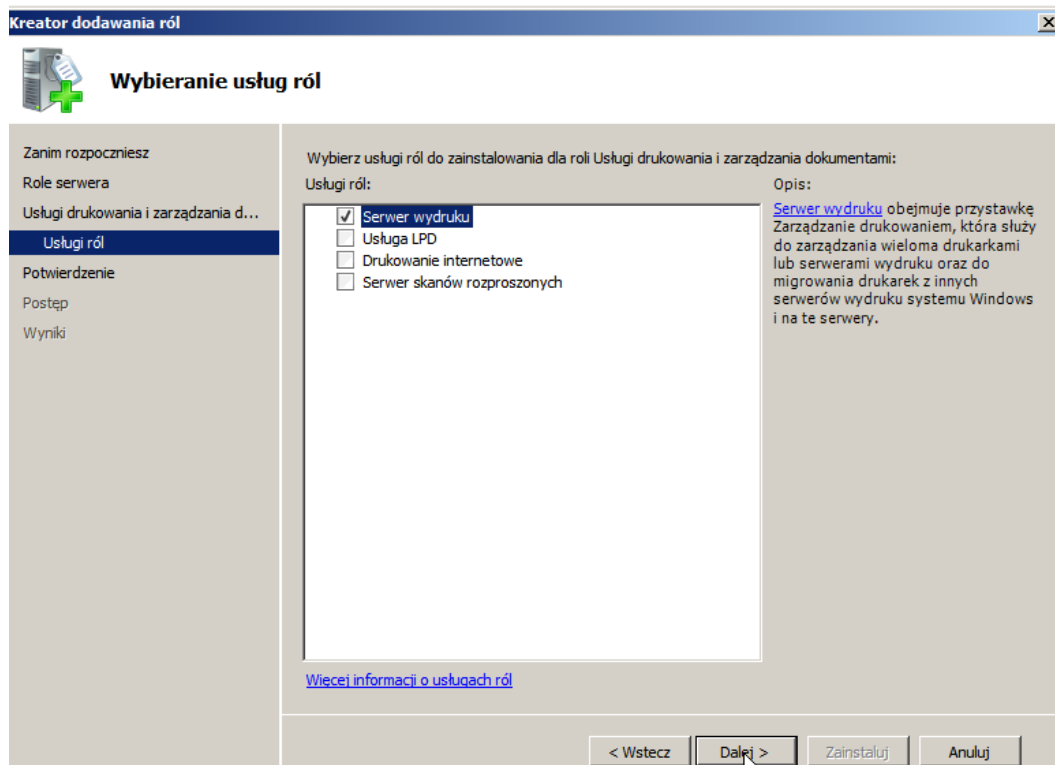 Kreator dodawania ról
Wybieranie usług ról
Zanim rozpoczniesz
Role serwera
Usługi drukowania i zarządzania d...
Usługi ról
Potwierdzenie
Postęp
Wyniki
Wybierz usługi ról do zainstalowania dla roli Usługi drukowania i zarządzania dokumentami:
Usługi ról:
Serwer wydruku
Usługa LPD
Drukowanie internetowe
Serwer skanów rozproszonych
Więcej informacji o usługach ról
Opis:
Serwer wydruku obejmuje przystawkę
Zarządzanie drukowaniem, która służy
do zarządzania wieloma drukarkami
lub serwerami wydruku oraz do
migrowania drukarek z innych
serwerów wydruku systemu Windows
i na te serwery.
< Wstecz
Dalej >
Zainstaluj
Anuluj